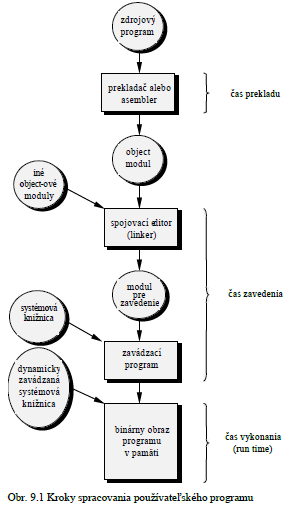 zdrojový
program
prekladač alebo
asembler
čas prekladu
object
modul
iné
object-ové
moduly
spojovací editor
(linker)
modul
pre
zavedenie
čas zavedenia
systémová
knižnica
zavádzací
program
dynamicky
zavádzaná
systémová
knižnica
binárny obraz
programu
v pamäti
čas vykonania
(run time)
Obr. 9.1 Kroky spracovania používateľského programu